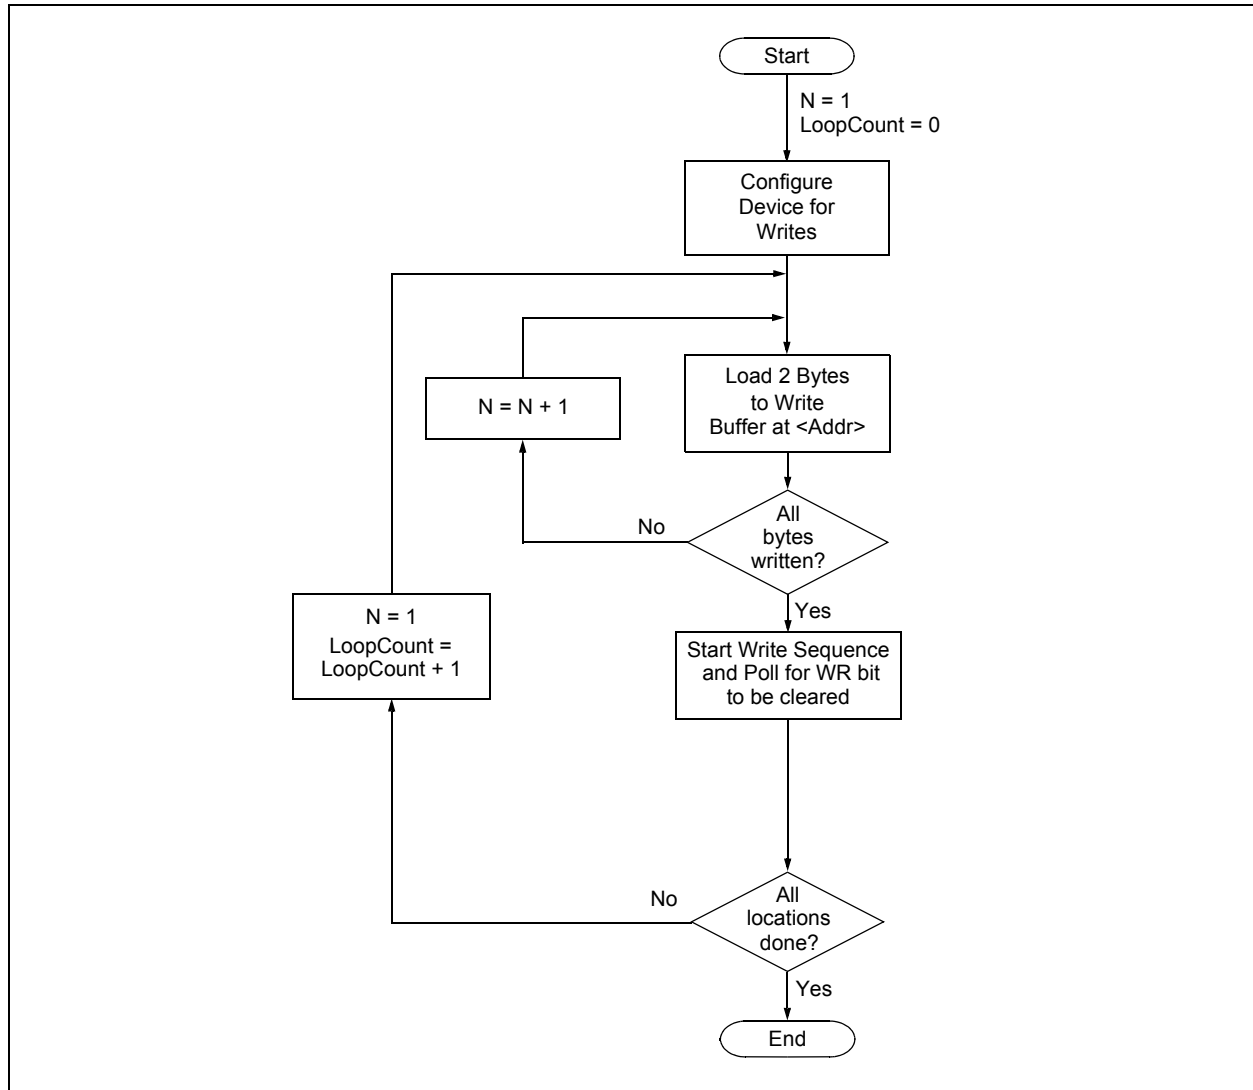 Start
N = 1
LoopCount = 0
Configure
Device for
Writes
Load 2 Bytes
to Write
Buffer at <Addr>
N = N + 1
All
bytes
written?
No
Yes
N = 1
LoopCount =
LoopCount + 1
Start Write Sequence
and Poll for WR bit
to be cleared
All
locations
done?
No
Yes
End